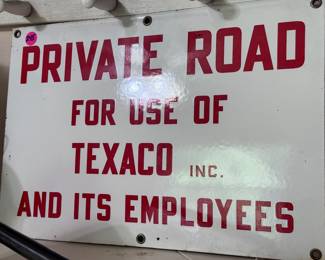 PRIVATE ROAD
FOR USE OF
TEXACO INC.
AND ITS EMPLOYEES